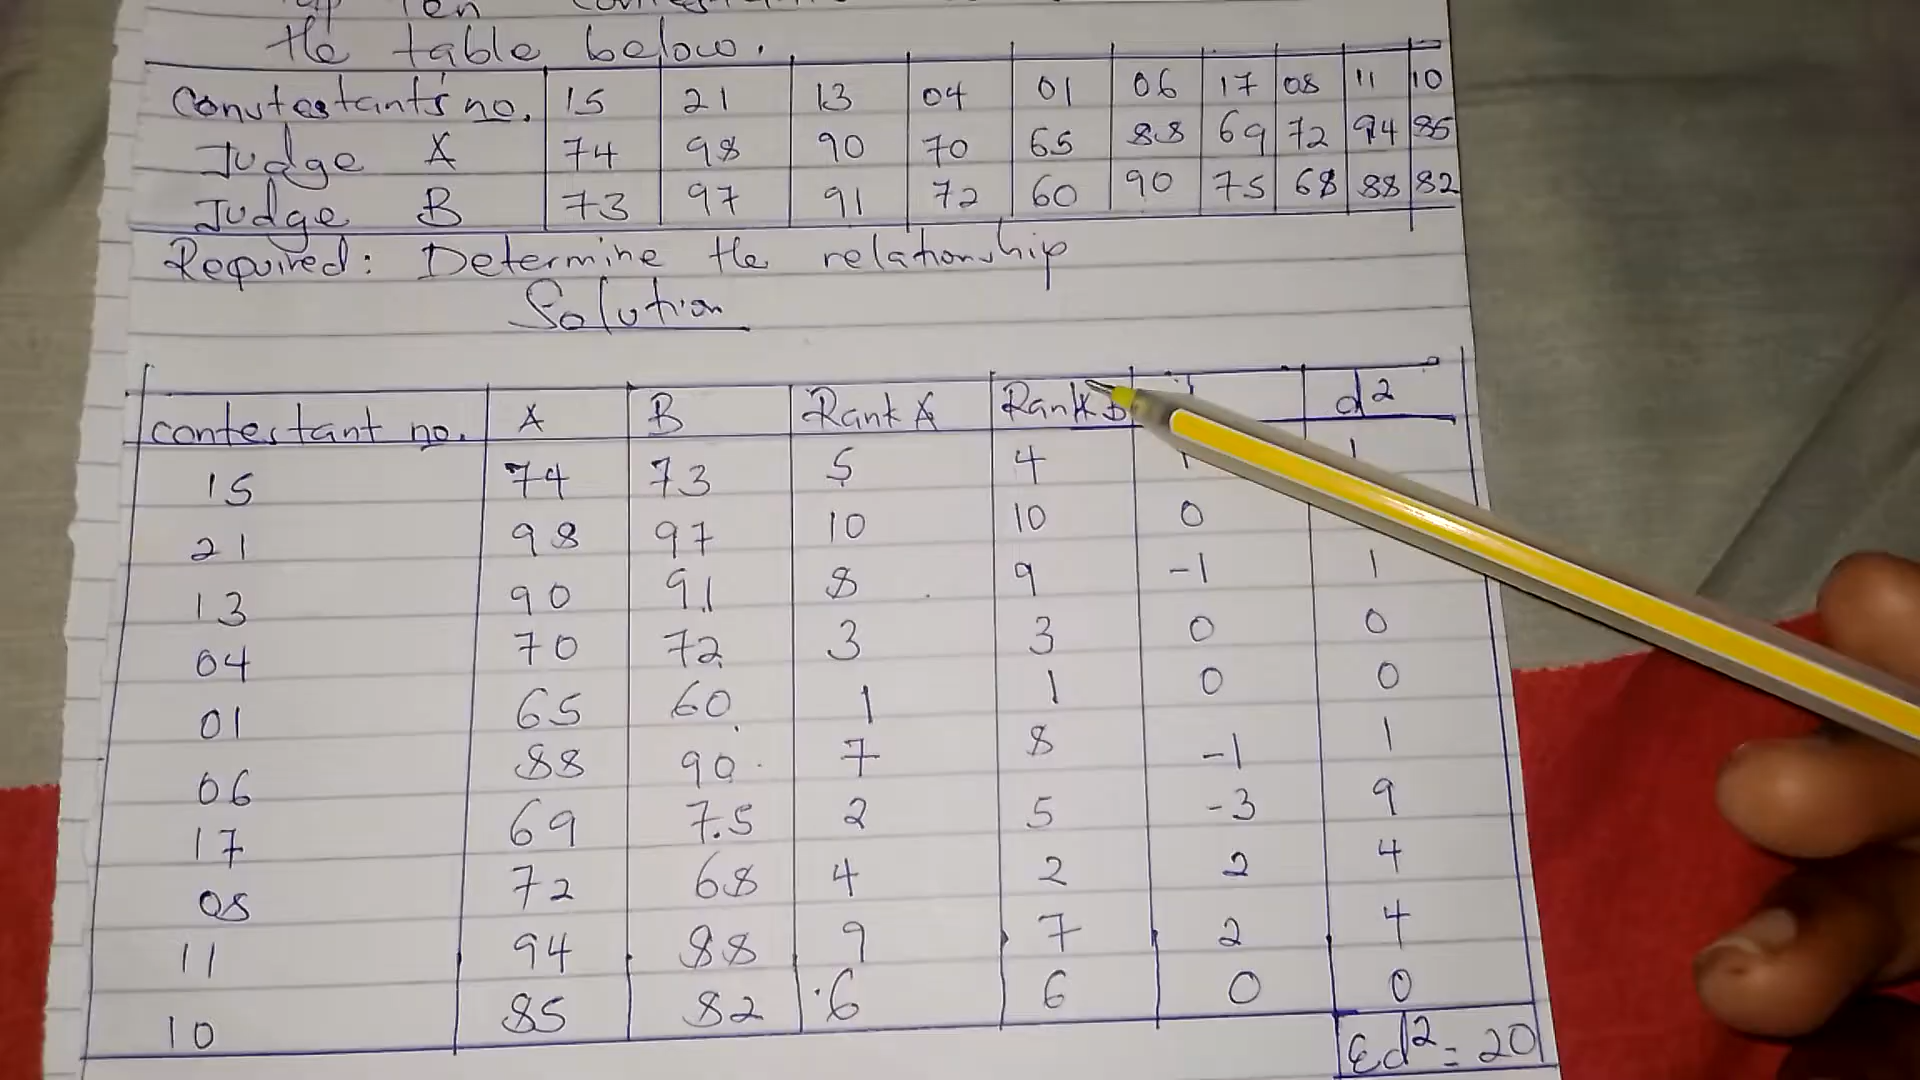 Ten
the table below.
Conutestant's no. 15 21 13 04 01 06 17 08 11 10
Judge A 74 98 90 70 65 88 69 72 94 85
Judge B 73 97 91 72 60 90 75 68 88 82
Required: Determine the relationship
Solution
contestant no. A B Rank A Rank B d²
15 74 73 5 4 1 1
21 98 97 10 10 0
13 90 91 8 9 -1 1
04 70 72 3 3 0 0
01 65 60 1 1 0 0
06 88 90 7 8 -1 1
17 69 75 2 5 -3 9
08 72 68 4 2 2 4
11 94 88 9 7 2 4
10 85 82 6 6 0 0
Ɛd² = 20